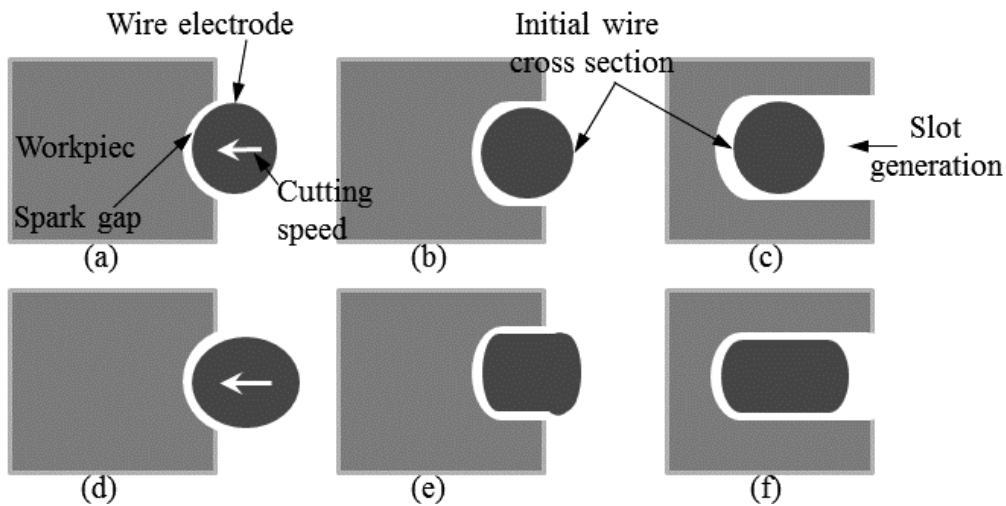 Wire electrode
Initial wire
cross section
Workpiec
Slot
generation
Cutting
speed
Spark gap
(a)
(b)
(c)
(d)
(e)
(f)